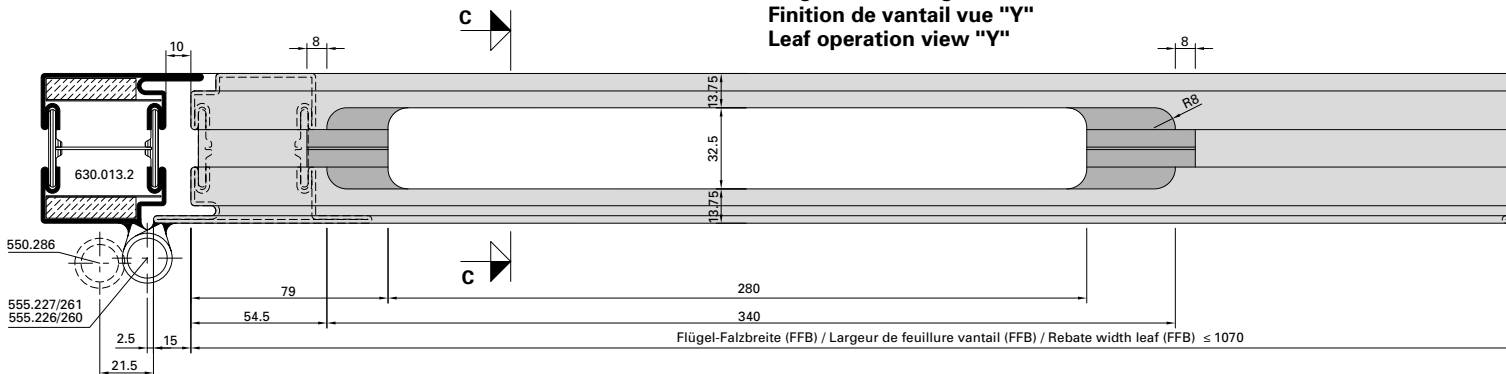 Finition de vantail vue "Y"
Leaf operation view "Y"
C
8
8
10
13.75
R8
32.5
630.013.2
13.75
550.286
C
79
280
555.227/261
555.226/260
54.5
340
2.5
15
Flügel-Falzbreite (FFB) / Largeur de feuillure vantail (FFB) / Rebate width leaf (FFB) ≤ 1070
21.5